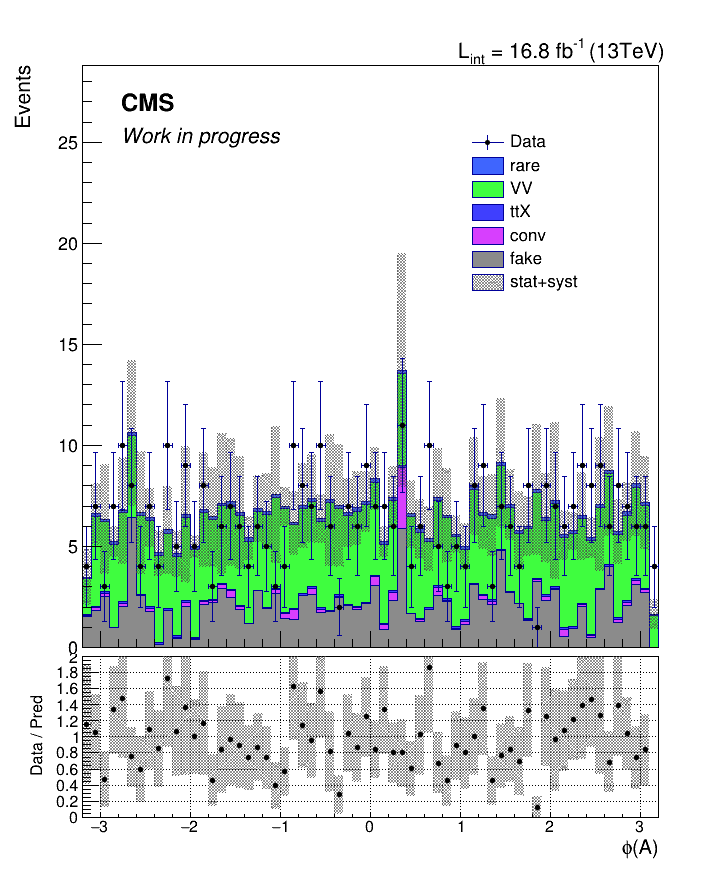 L_int = 16.8 fb^-1 (13TeV)
Events
CMS
Work in progress
25
20
15
10
5
0
Data
rare
VV
ttX
conv
fake
stat+syst
Data / Pred
2
1.8
1.6
1.4
1.2
1
0.8
0.6
0.4
0.2
0
−3 −2 −1 0 1 2 3
ϕ(A)